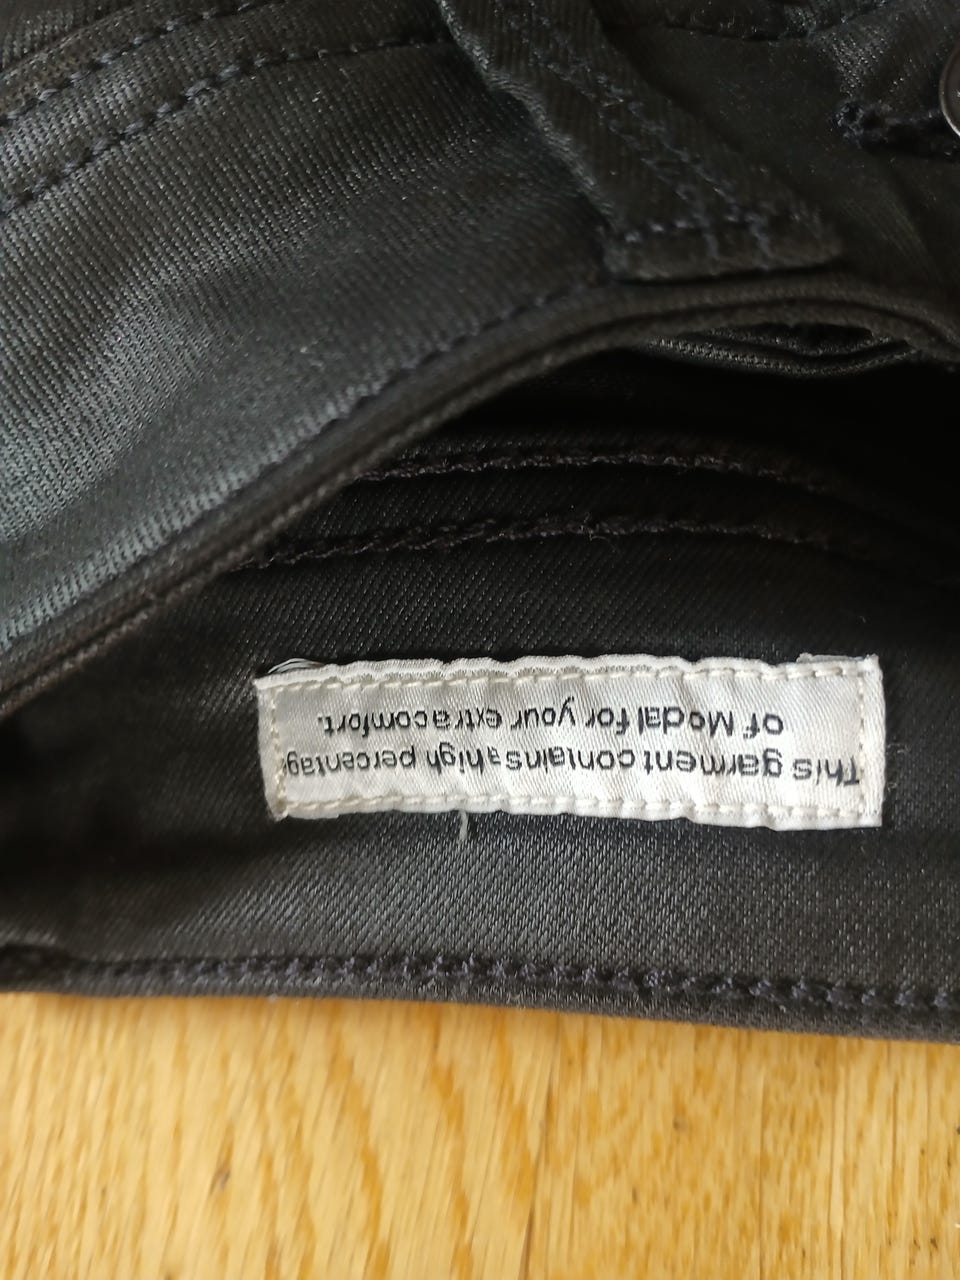 This garment contains a high percentag
of Modal for your extra comfort.